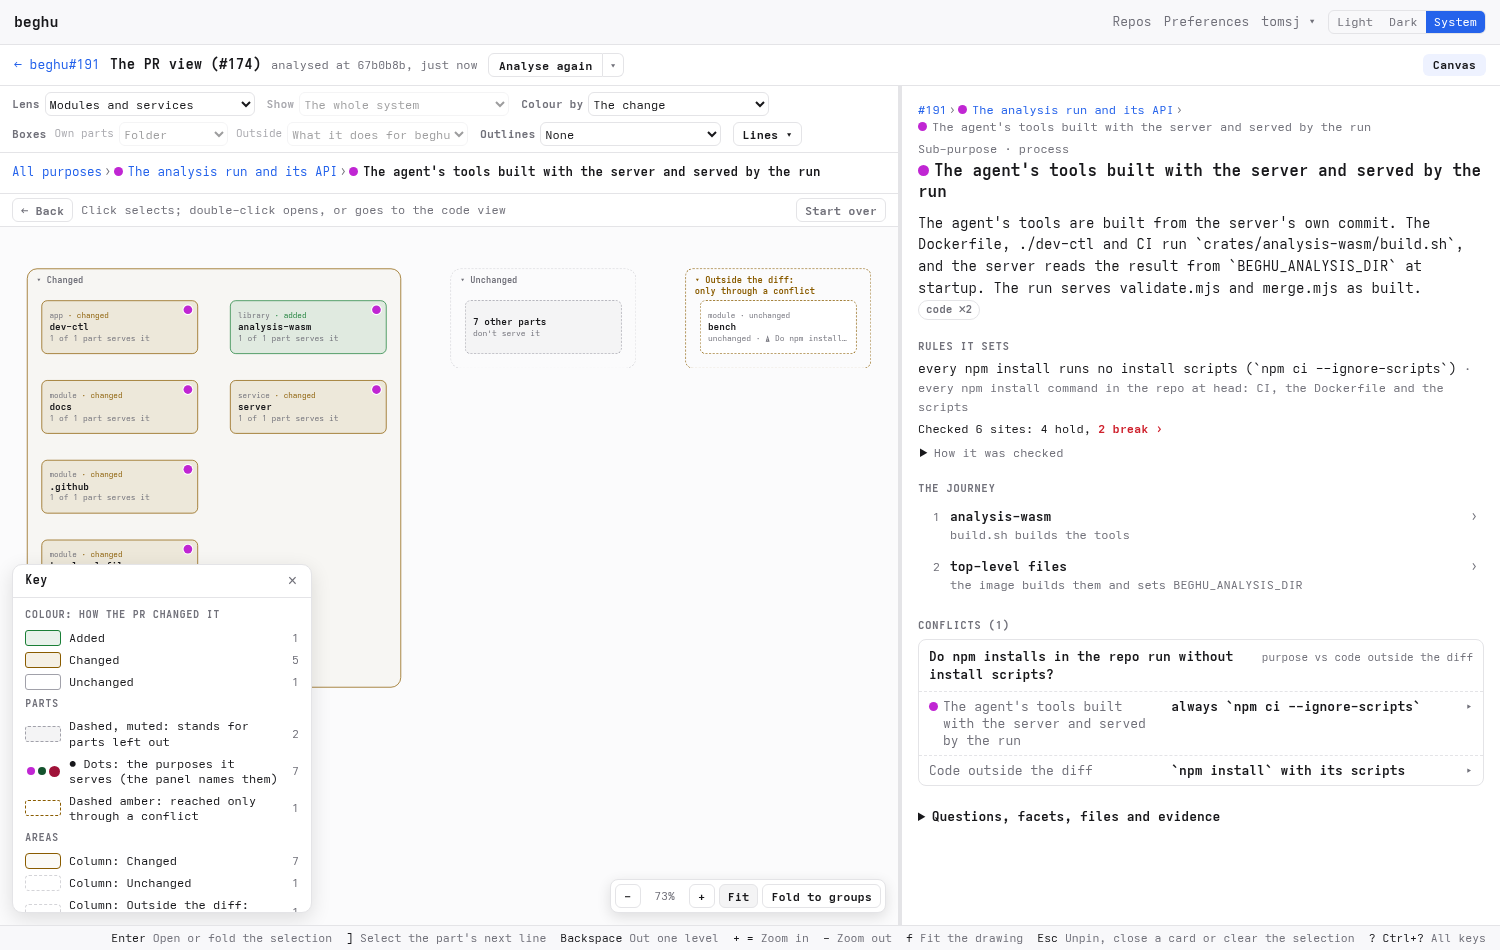 beghu
Repos Preferences tomsj ▾ Light Dark System
← beghu#191 The PR view (#174) analysed at 67b0b8b, just now Analyse again ▾ Canvas
Lens Modules and services Show The whole system Colour by The change
Boxes Own parts Folder Outside What it does for beghu Outlines None Lines ▾
All purposes › The analysis run and its API › The agent's tools built with the server and served by the run
← Back Click selects; double-click opens, or goes to the code view Start over
▾ Changed
app · changed
dev-ctl
1 of 1 part serves it
library · added
analysis-wasm
1 of 1 part serves it
module · changed
docs
1 of 1 part serves it
service · changed
server
1 of 1 part serves it
module · changed
.github
1 of 1 part serves it
module · changed
▾ Unchanged
7 other parts
don't serve it
▾ Outside the diff:
only through a conflict
module · unchanged
bench
unchanged · Do npm install…
Key ×
COLOUR: HOW THE PR CHANGED IT
Added 1
Changed 5
Unchanged 1
PARTS
Dashed, muted: stands for
parts left out 2
● Dots: the purposes it
serves (the panel names them) 7
Dashed amber: reached only
through a conflict 1
AREAS
Column: Changed 7
Column: Unchanged 1
Column: Outside the diff:
− 73% + Fit Fold to groups
#191 › The analysis run and its API ›
The agent's tools built with the server and served by the run
Sub-purpose · process
The agent's tools built with the server and served by the
run
The agent's tools are built from the server's own commit. The
Dockerfile, ./dev-ctl and CI run `crates/analysis-wasm/build.sh`,
and the server reads the result from `BEGHU_ANALYSIS_DIR` at
startup. The run serves validate.mjs and merge.mjs as built.
code ×2
RULES IT SETS
every npm install runs no install scripts (`npm ci --ignore-scripts`) ·
every npm install command in the repo at head: CI, the Dockerfile and the
scripts
Checked 6 sites: 4 hold, 2 break ›
▶ How it was checked
THE JOURNEY
1 analysis-wasm ›
build.sh builds the tools
2 top-level files ›
the image builds them and sets BEGHU_ANALYSIS_DIR
CONFLICTS (1)
Do npm installs in the repo run without
install scripts?
purpose vs code outside the diff
The agent's tools built
with the server and served
by the run
always `npm ci --ignore-scripts` ▸
Code outside the diff `npm install` with its scripts ▸
▶ Questions, facets, files and evidence
Enter Open or fold the selection ] Select the part's next line Backspace Out one level + = Zoom in − Zoom out f Fit the drawing Esc Unpin, close a card or clear the selection ? Ctrl+? All keys